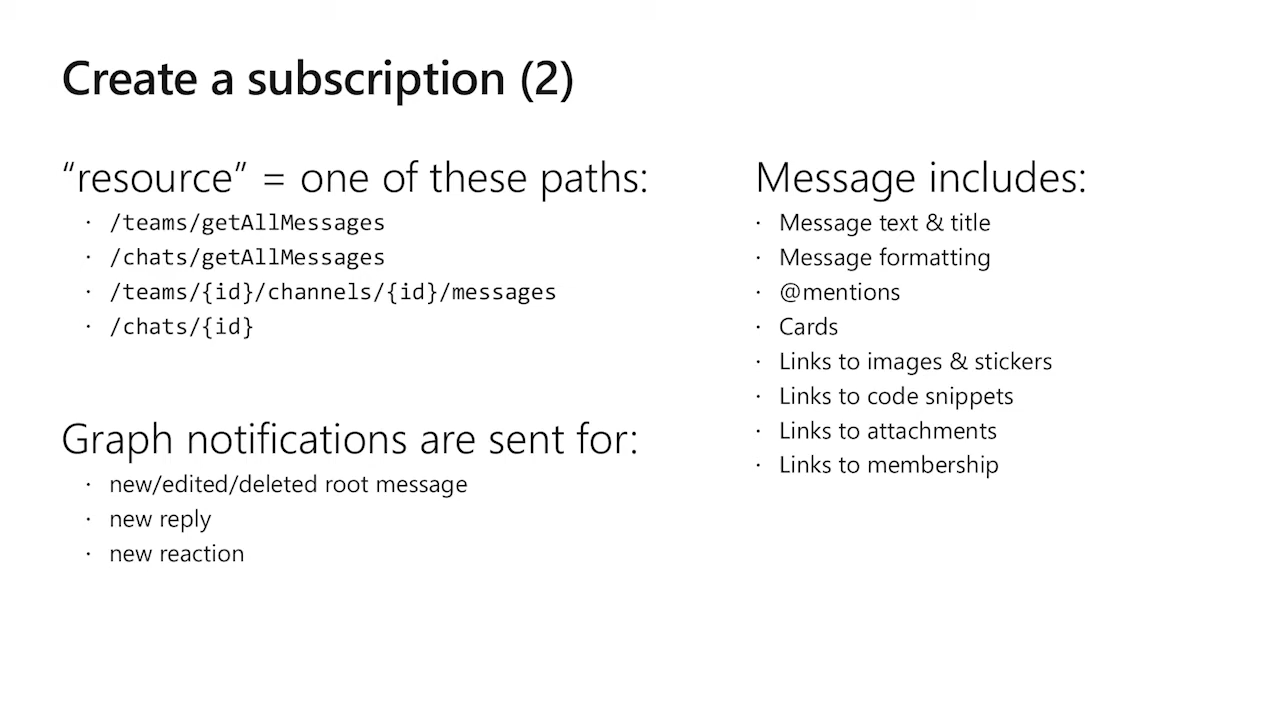 Create a subscription (2)
“resource” = one of these paths:
· /teams/getAllMessages
· /chats/getAllMessages
· /teams/{id}/channels/{id}/messages
· /chats/{id}
Graph notifications are sent for:
· new/edited/deleted root message
· new reply
· new reaction
Message includes:
· Message text & title
· Message formatting
· @mentions
· Cards
· Links to images & stickers
· Links to code snippets
· Links to attachments
· Links to membership